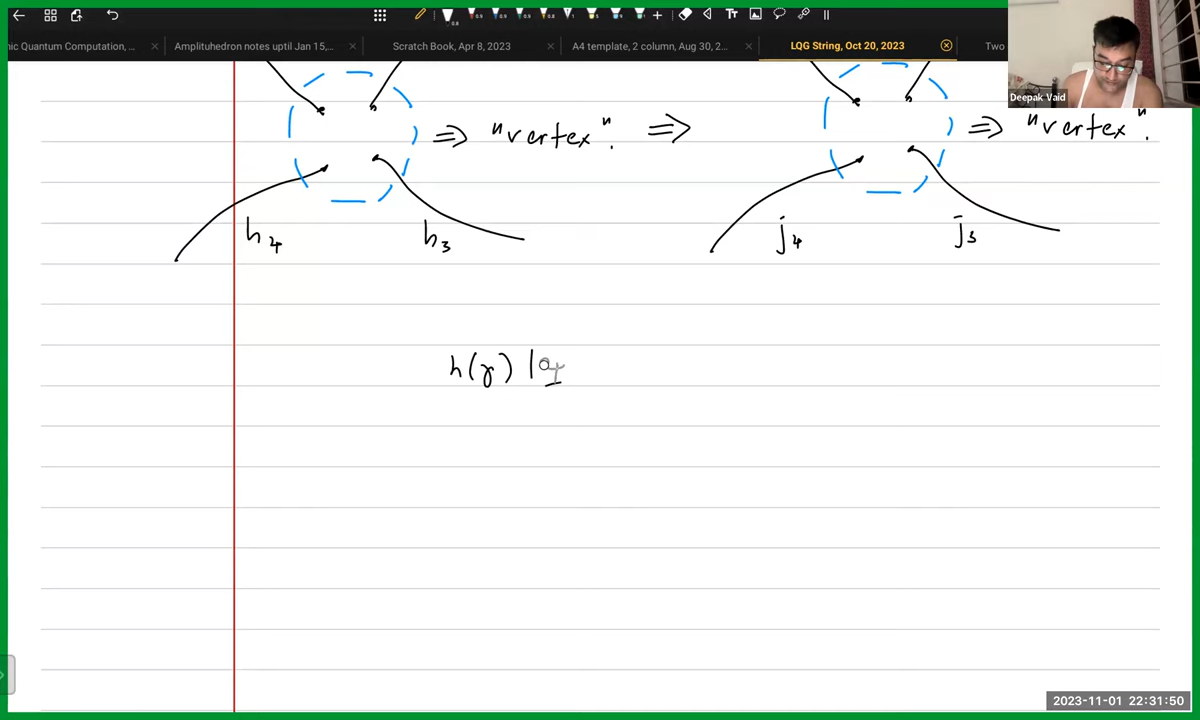 nic Quantum Computation, ...
Amplituhedron notes uptil Jan 15,...
Scratch Book, Apr 8, 2023
A4 template, 2 column, Aug 30, 2...
LQG String, Oct 20, 2023
Two
Deepak Vaid
⇒ "vertex". ⇒
⇒ "vertex".
h4
h3
j4
j3
h(γ) |
2023-11-01 22:31:50